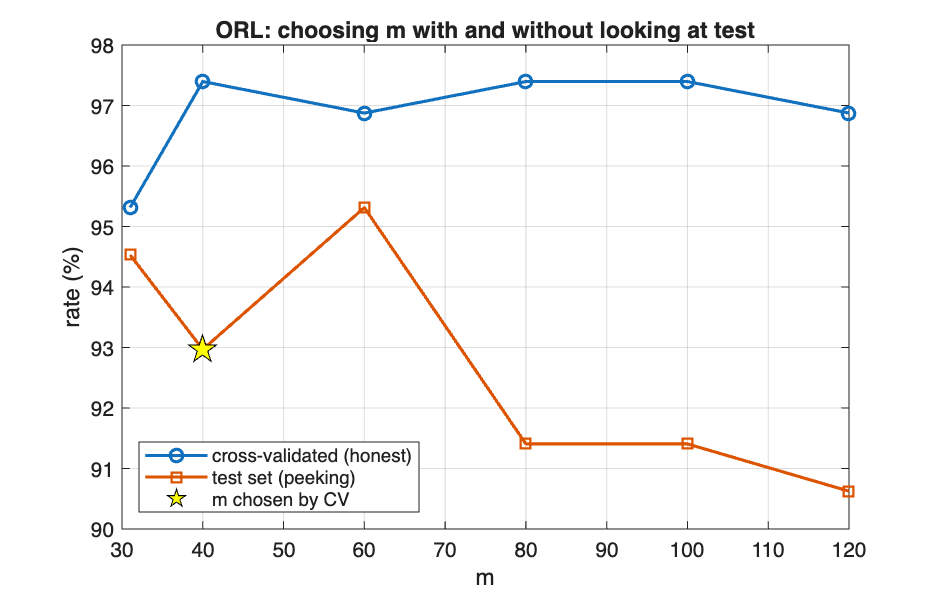 ORL: choosing m with and without looking at test
98
97
96
95
94
93
92
91
90
rate (%)
cross-validated (honest)
test set (peeking)
m chosen by CV
30 40 50 60 70 80 90 100 110 120
m